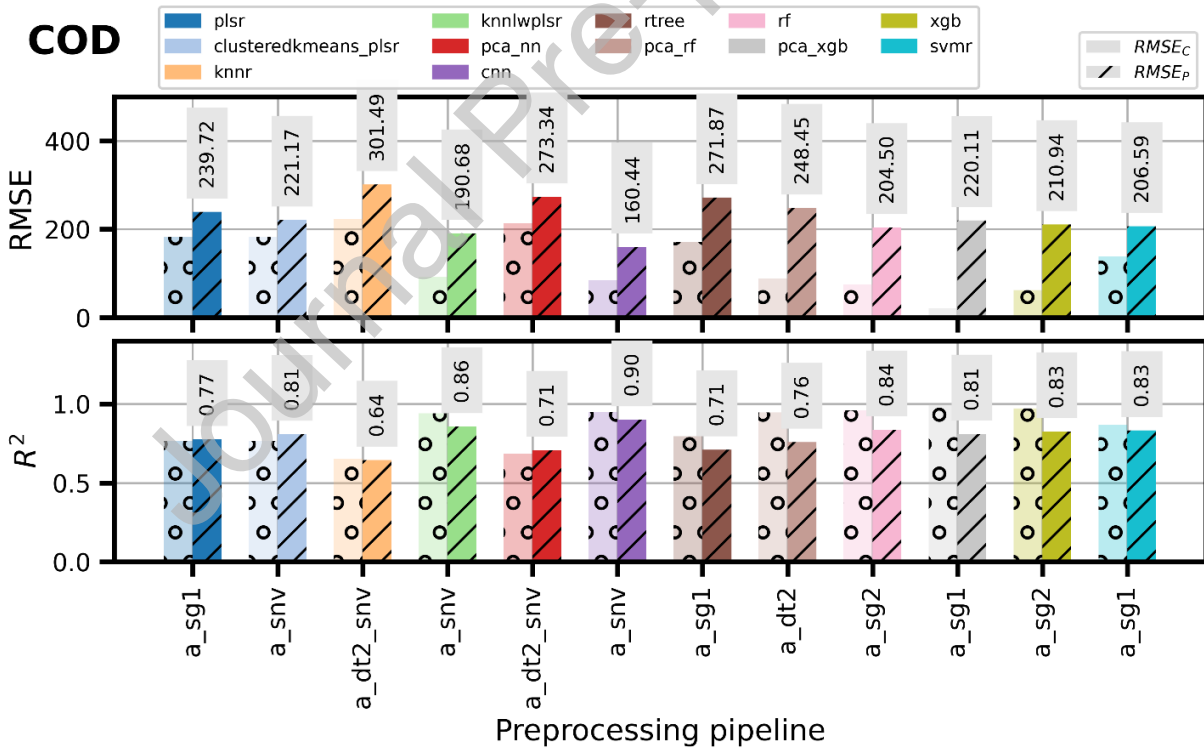 COD
plsr
clusteredkmeans_plsr
knnr
knnlwplsr
pca_nn
cnn
rtree
pca_rf
rf
pca_xgb
xgb
svmr
RMSE_C
RMSE_P
RMSE
400
200
0
239.72
221.17
301.49
190.68
273.34
160.44
271.87
248.45
204.50
220.11
210.94
206.59
R²
1.0
0.5
0.0
0.77
0.81
0.64
0.86
0.71
0.90
0.71
0.76
0.84
0.81
0.83
0.83
a_sg1
a_snv
a_dt2_snv
a_snv
a_dt2_snv
a_snv
a_sg1
a_dt2
a_sg2
a_sg1
a_sg2
a_sg1
Preprocessing pipeline
Journal Pre-